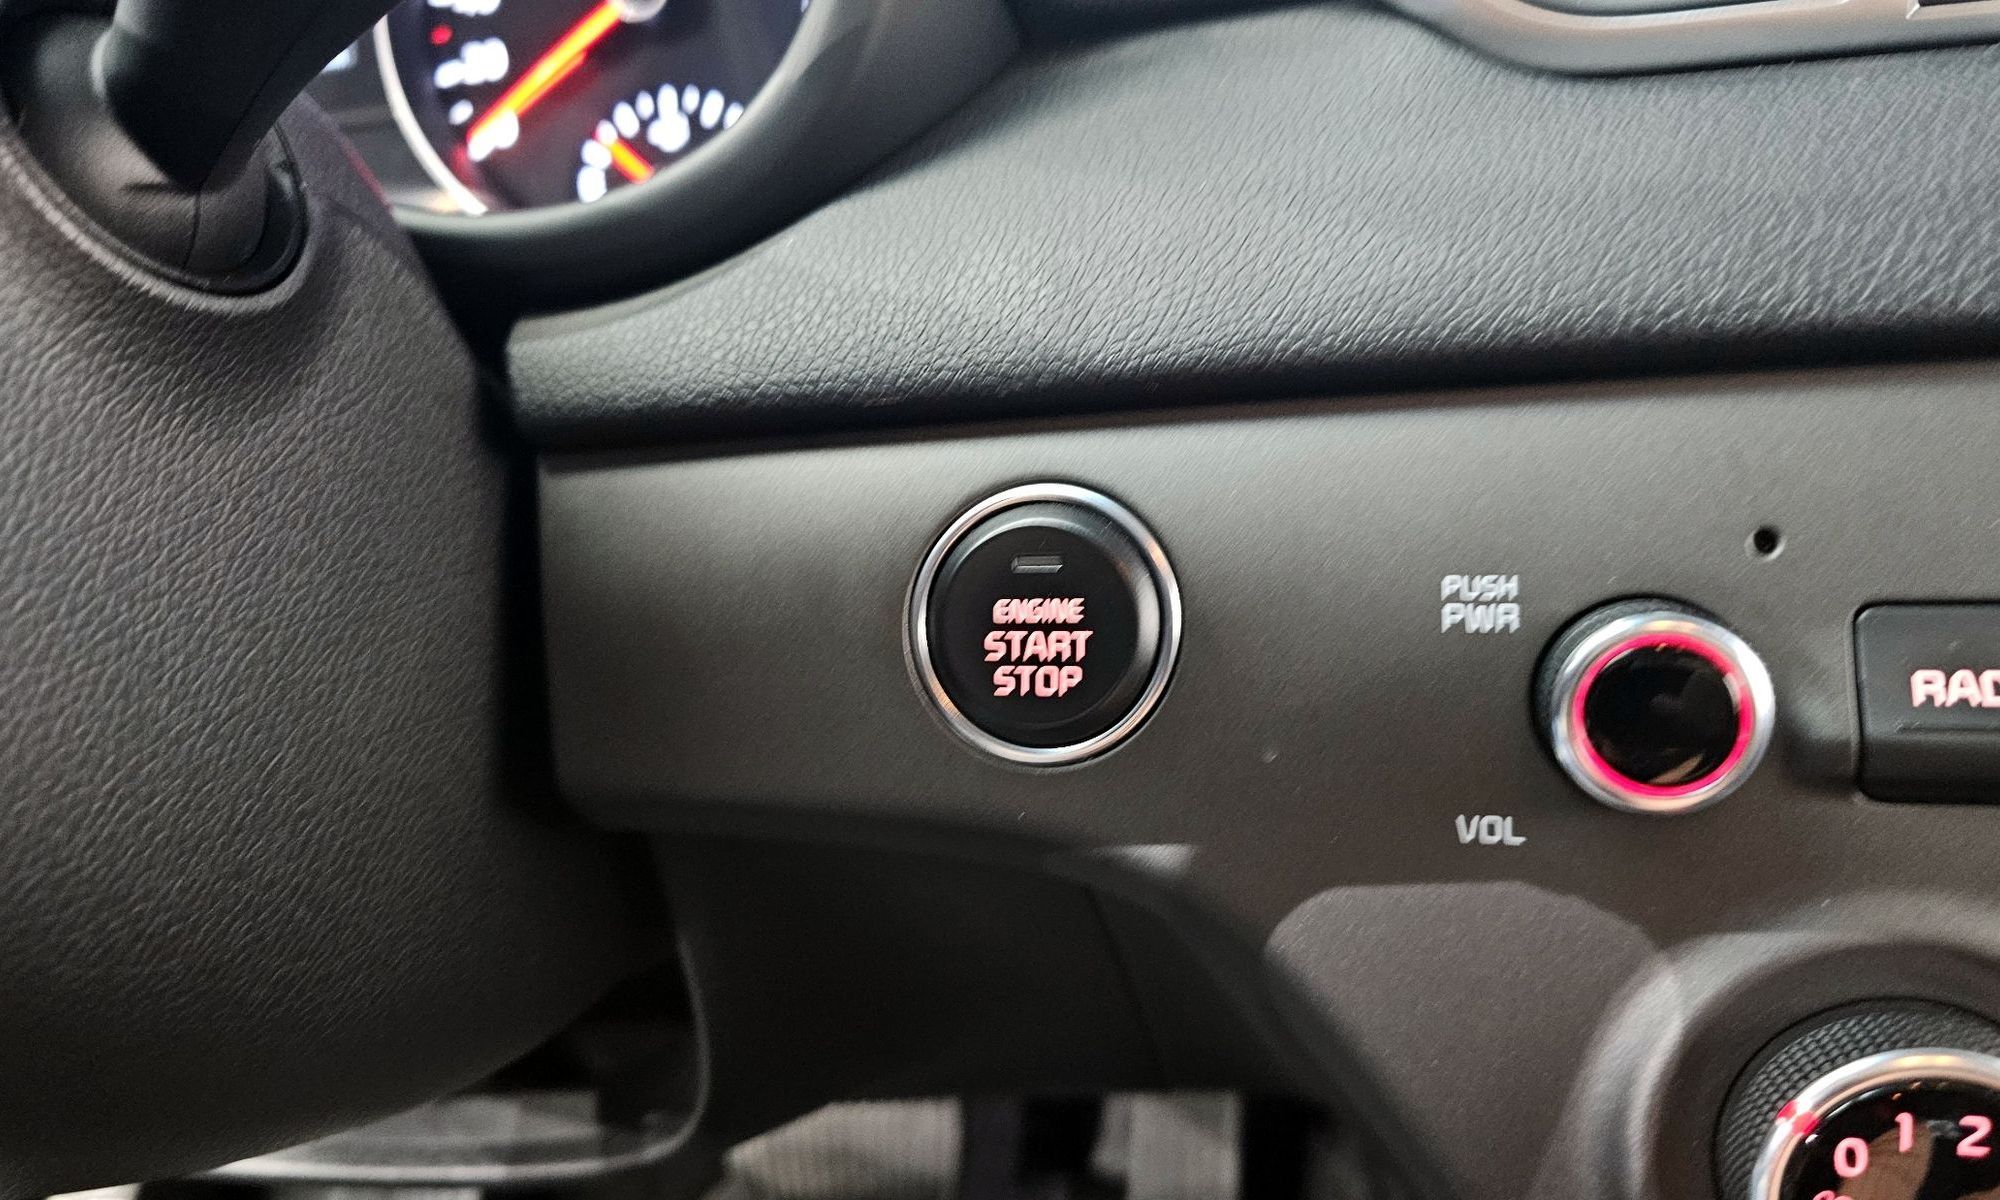 ENGINE
START
STOP
PUSH
PWR
VOL
RAD
0 1 2